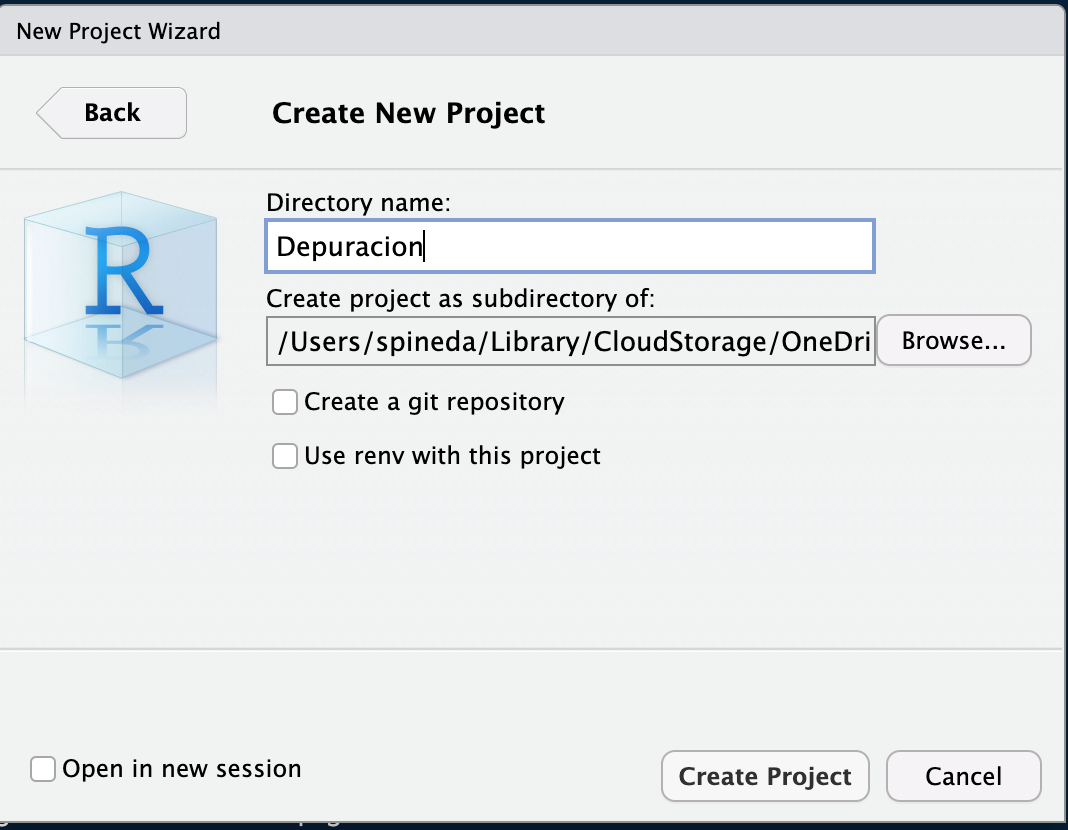 New Project Wizard
Back
Create New Project
R
Directory name:
Depuracion
Create project as subdirectory of:
/Users/spineda/Library/CloudStorage/OneDri
Browse...
Create a git repository
Use renv with this project
Open in new session
Create Project
Cancel